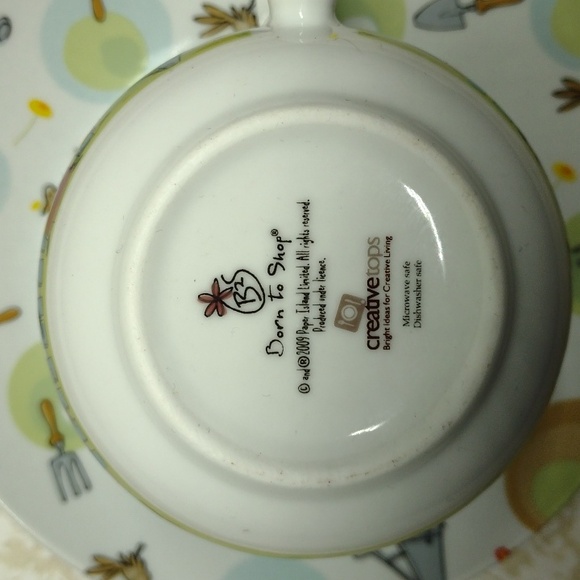 B2S
Born to Shop®
© and ® 2009 Paper Island Limited. All rights reserved.
Produced under licence.
creativetops
Bright Ideas for Creative Living
Microwave safe
Dishwasher safe